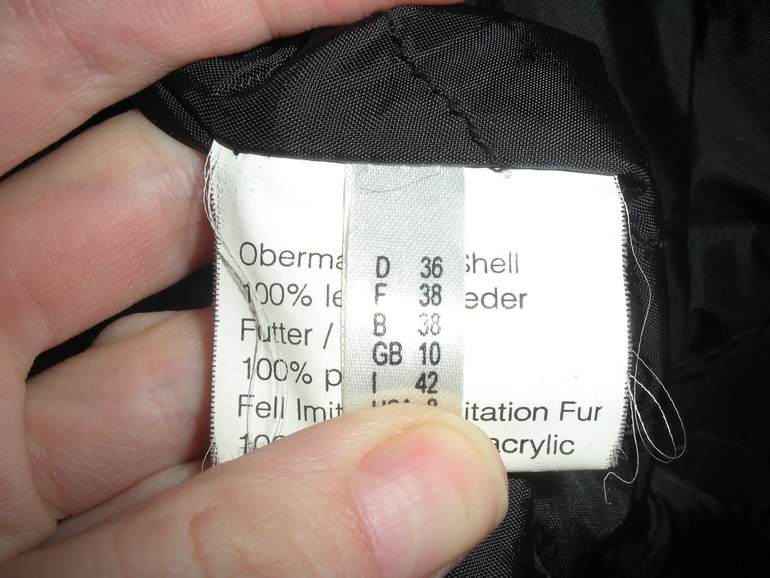 D 36
F 38
B 38
GB 10
I 42
Oberma shell
100% le eder
Futter /
100% p
Fell Imit itation Fur
acrylic